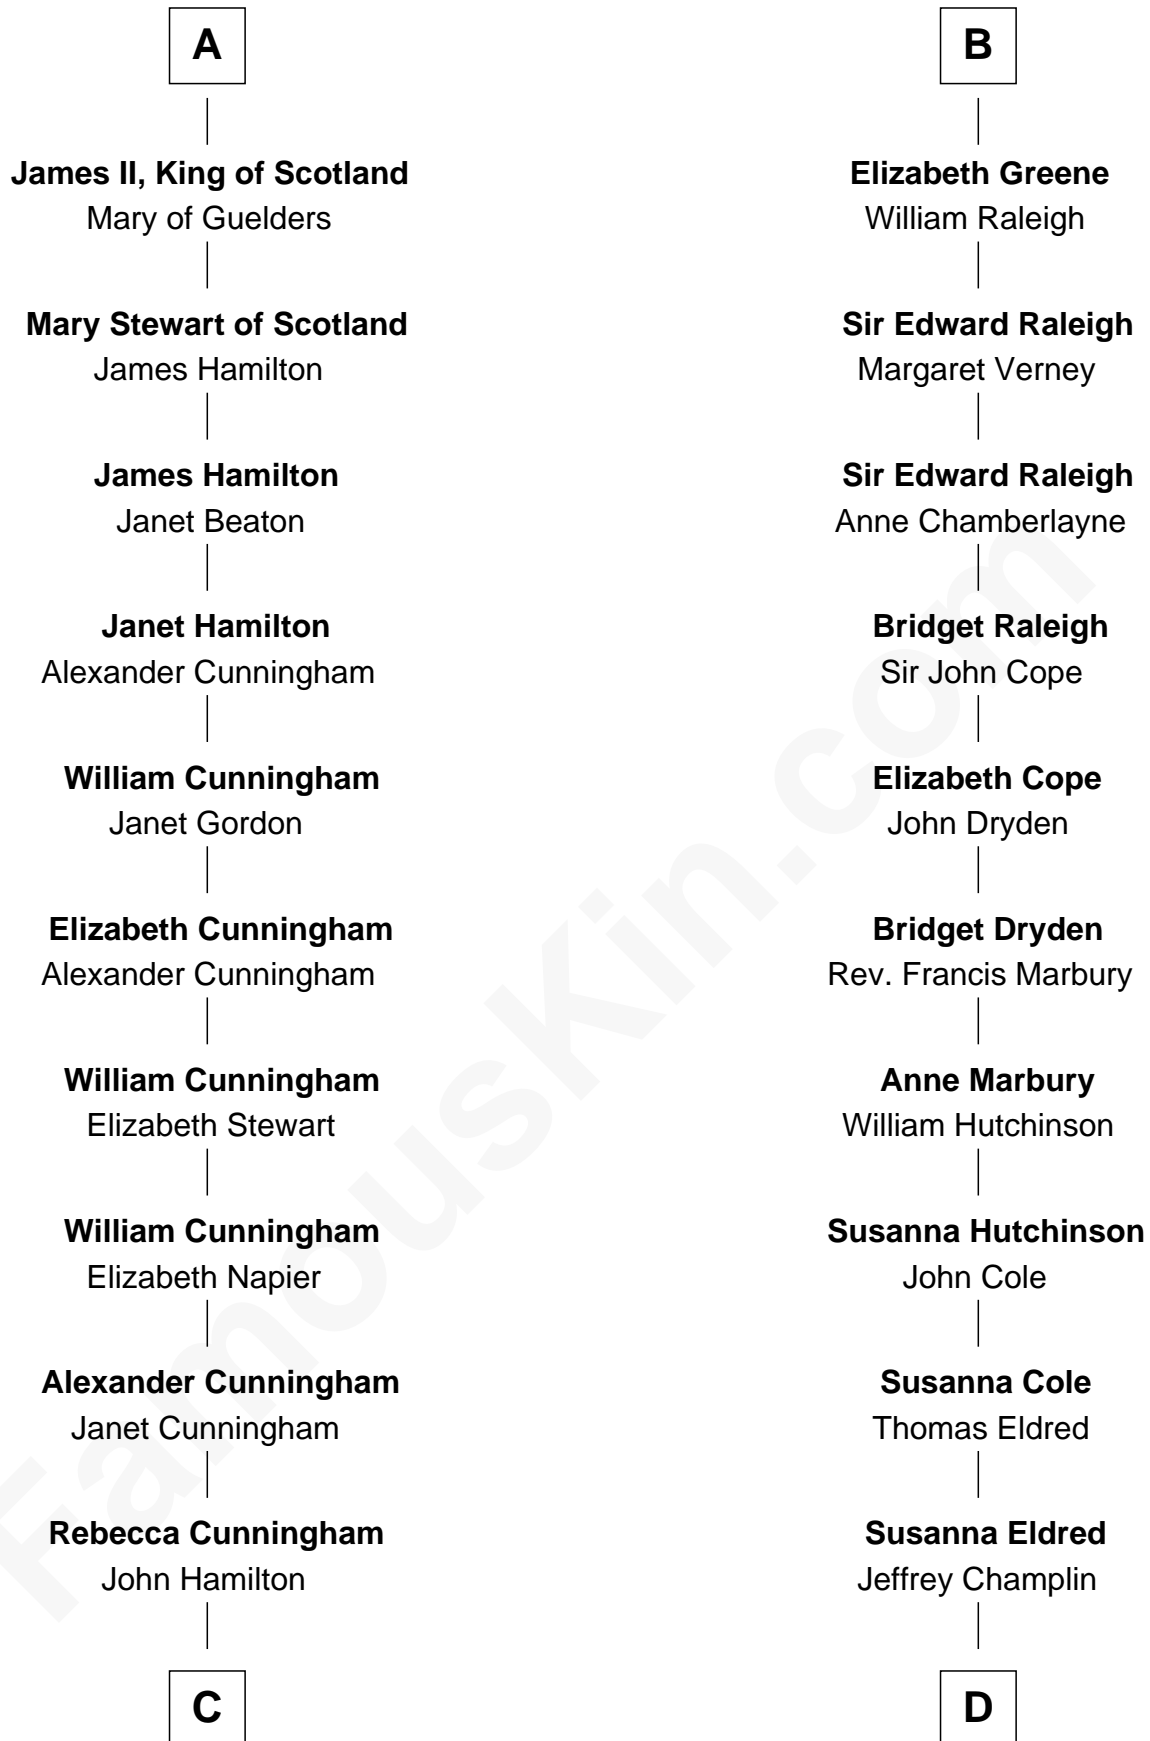 A
James II, King of Scotland
Mary of Guelders
Mary Stewart of Scotland
James Hamilton
James Hamilton
Janet Beaton
Janet Hamilton
Alexander Cunningham
William Cunningham
Janet Gordon
Elizabeth Cunningham
Alexander Cunningham
William Cunningham
Elizabeth Stewart
William Cunningham
Elizabeth Napier
Alexander Cunningham
Janet Cunningham
Rebecca Cunningham
John Hamilton
C
B
Elizabeth Greene
William Raleigh
Sir Edward Raleigh
Margaret Verney
Sir Edward Raleigh
Anne Chamberlayne
Bridget Raleigh
Sir John Cope
Elizabeth Cope
John Dryden
Bridget Dryden
Rev. Francis Marbury
Anne Marbury
William Hutchinson
Susanna Hutchinson
John Cole
Susanna Cole
Thomas Eldred
Susanna Eldred
Jeffrey Champlin
D
FamousKin.com